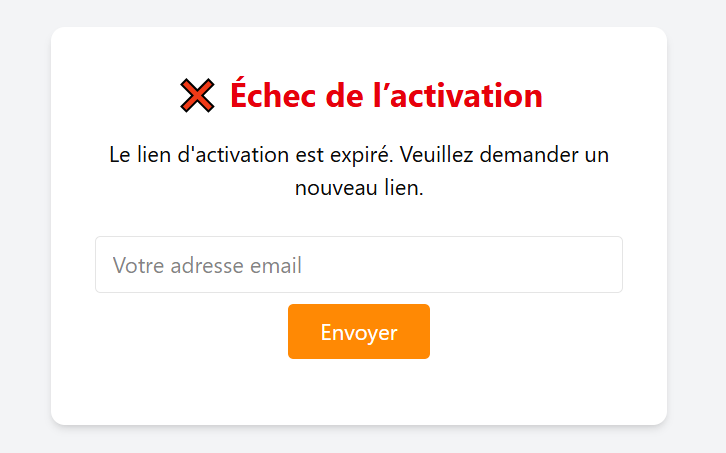 ❌ Échec de l’activation
Le lien d'activation est expiré. Veuillez demander un
nouveau lien.
Votre adresse email
Envoyer